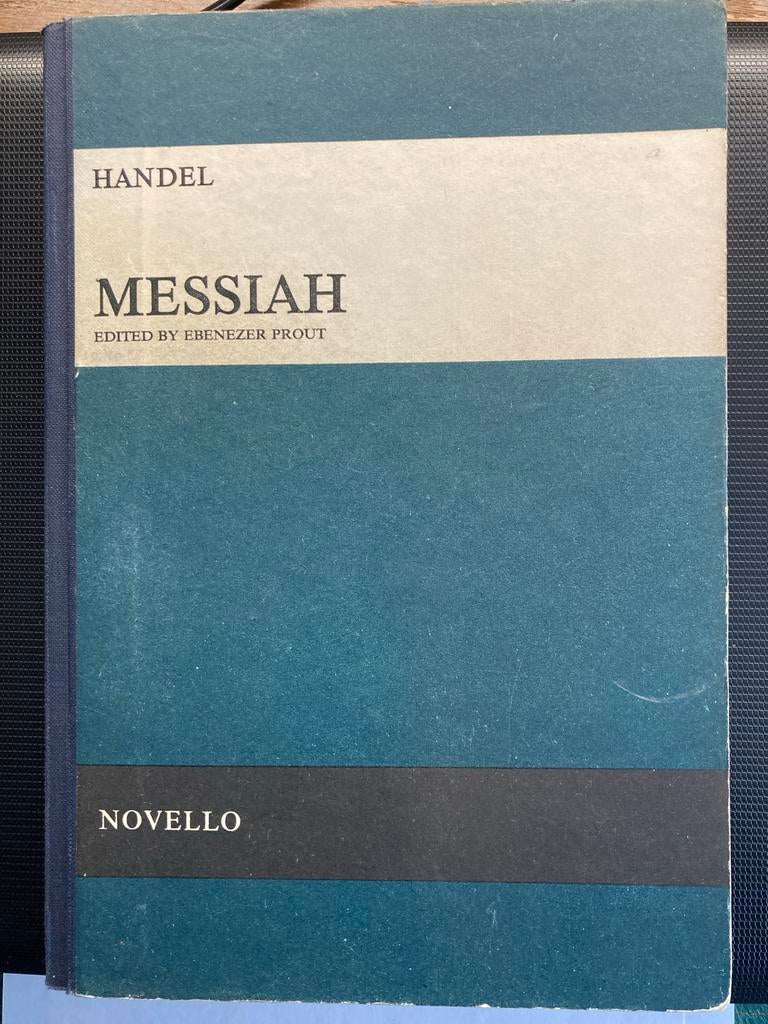 HANDEL
MESSIAH
EDITED BY EBENEZER PROUT
NOVELLO